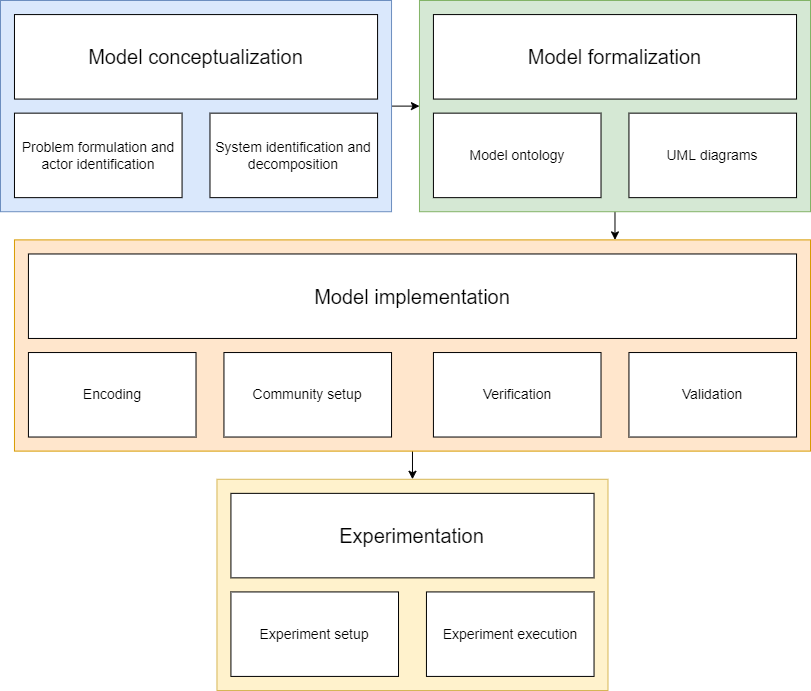 Model conceptualization
Problem formulation and
actor identification
System identification and
decomposition
Model formalization
Model ontology
UML diagrams
Model implementation
Encoding
Community setup
Verification
Validation
Experimentation
Experiment setup
Experiment execution